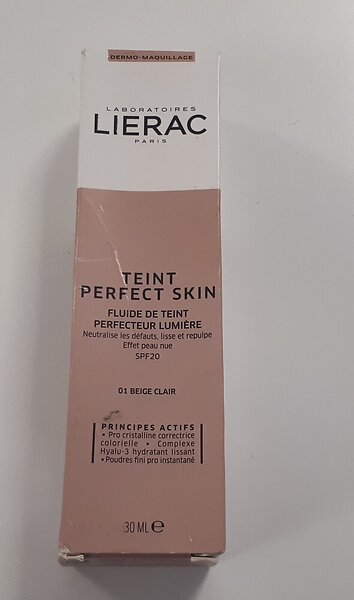 DERMO-MAQUILLAGE
LABORATOIRES
LIERAC
PARIS
TEINT
PERFECT SKIN
FLUIDE DE TEINT
PERFECTEUR LUMIÈRE
Neutralise les défauts, lisse et repulpe
Effet peau nue
SPF20
01 BEIGE CLAIR
PRINCIPES ACTIFS
▪ Pro cristalline correctrice
colorielle ▪ Complexe
Hyalu-3 hydratant lissant
▪ Poudres fini pro instantané
30 ML ℮